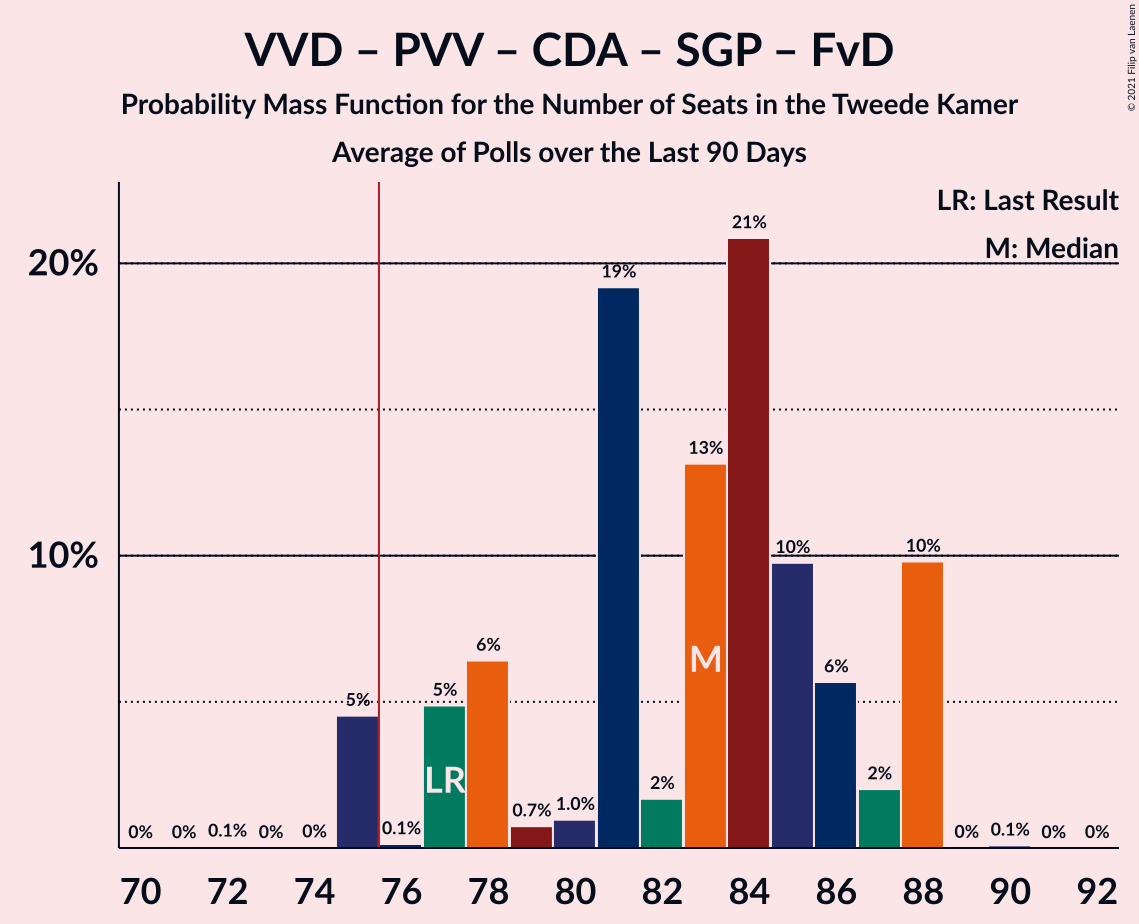 VVD – PVV – CDA – SGP – FvD
Probability Mass Function for the Number of Seats in the Tweede Kamer
Average of Polls over the Last 90 Days
© 2021 Filip van Laenen
LR: Last Result
M: Median
20%
10%
0% 0% 0.1% 0% 0% 5% 0.1% 5% 6% 0.7% 1.0% 19% 2% 13% 21% 10% 6% 2% 10% 0% 0.1% 0% 0%
LR
M
70 72 74 76 78 80 82 84 86 88 90 92